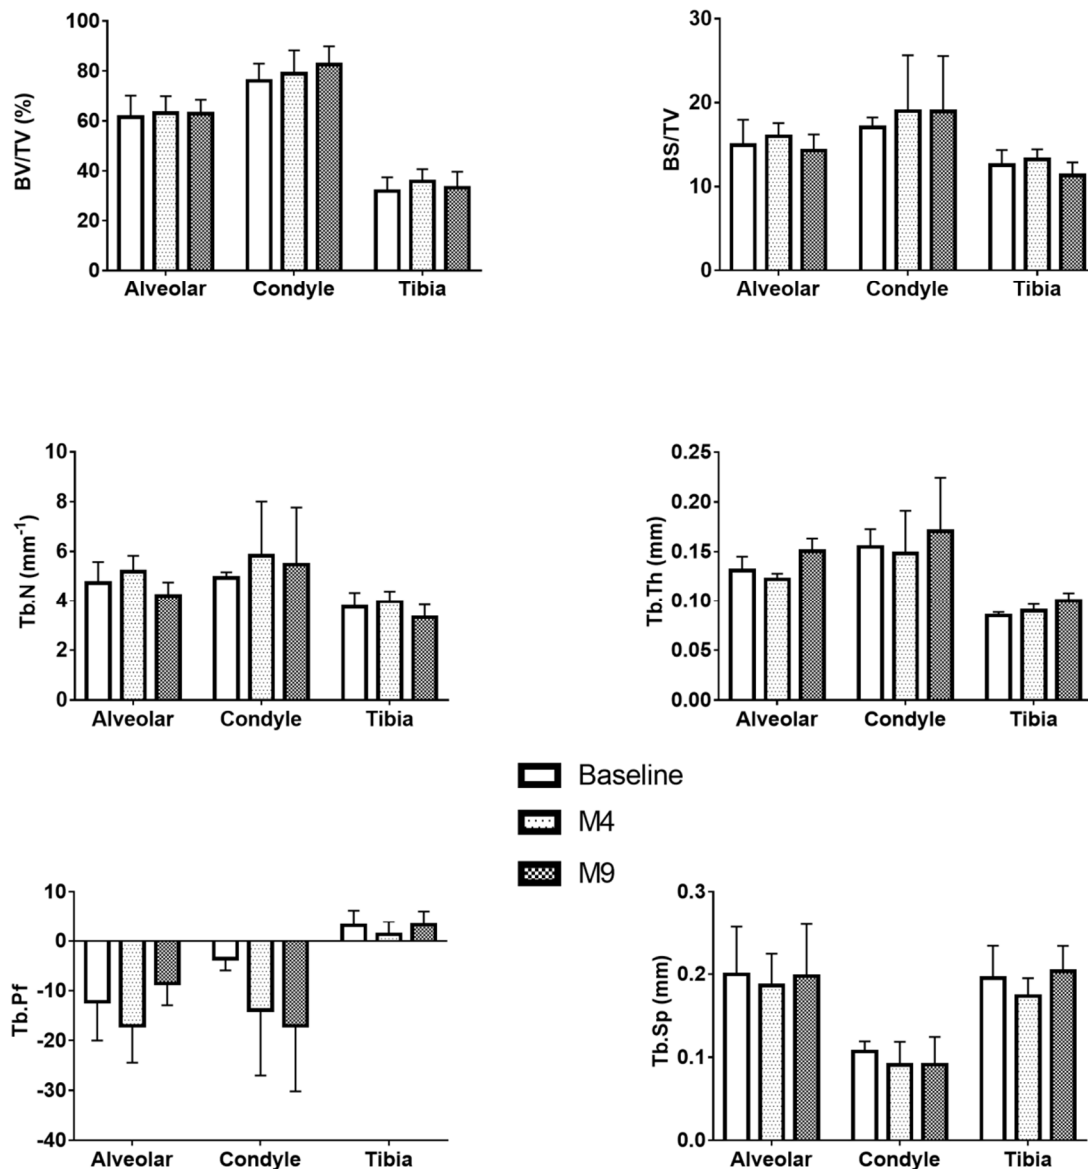 100
80
60
40
20
0
BV/TV (%)
Alveolar Condyle Tibia
30
20
10
0
BS/TV
Alveolar Condyle Tibia
10
8
6
4
2
0
Tb.N (mm⁻¹)
Alveolar Condyle Tibia
0.25
0.20
0.15
0.10
0.05
0.00
Tb.Th (mm)
Alveolar Condyle Tibia
Baseline
M4
M9
10
0
-10
-20
-30
-40
Tb.Pf
Alveolar Condyle Tibia
0.3
0.2
0.1
0.0
Tb.Sp (mm)
Alveolar Condyle Tibia